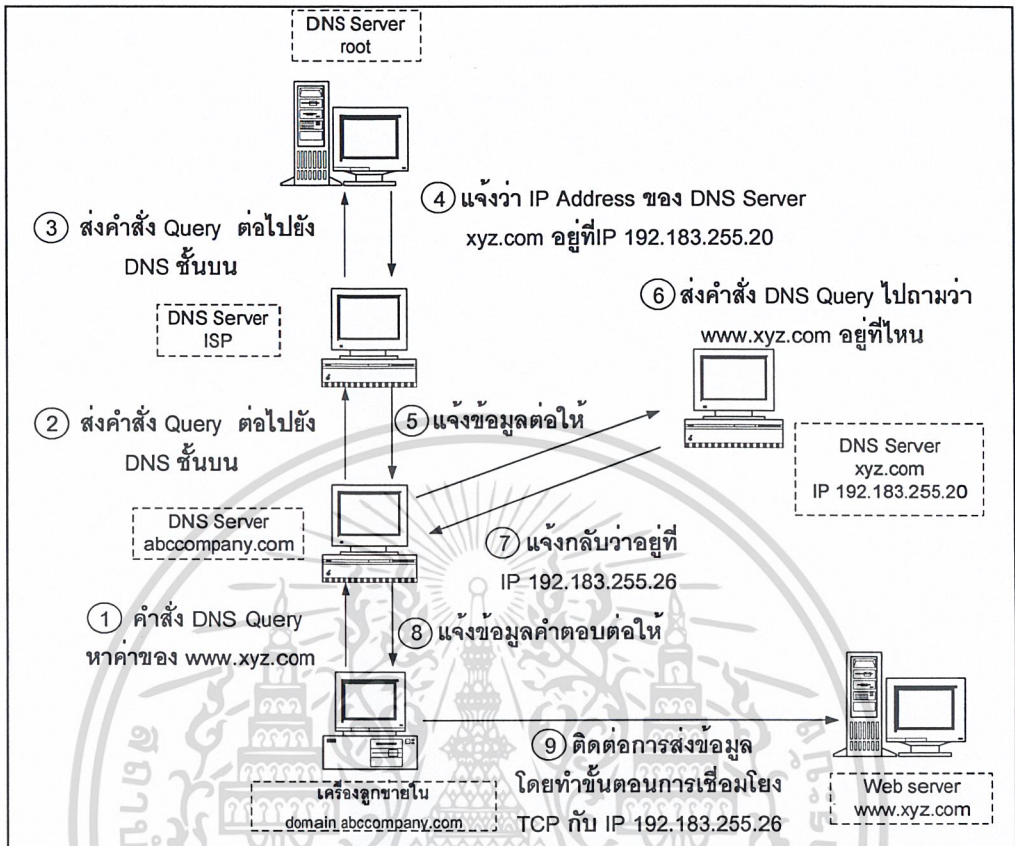 DNS Server
root
④ แจ้งว่า IP Address ของ DNS Server
xyz.com อยู่ที่IP 192.183.255.20
③ ส่งคำสั่ง Query ต่อไปยัง
DNS ชั้นบน
⑥ ส่งคำสั่ง DNS Query ไปถามว่า
www.xyz.com อยู่ที่ไหน
DNS Server
ISP
② ส่งคำสั่ง Query ต่อไปยัง
DNS ชั้นบน
⑤ แจ้งข้อมูลต่อให้
DNS Server
xyz.com
IP 192.183.255.20
DNS Server
abccompany.com
⑦ แจ้งกลับว่าอยู่ที่
IP 192.183.255.26
① คำสั่ง DNS Query
หาค่าของ www.xyz.com
⑧ แจ้งข้อมูลคำตอบต่อให้
⑨ ติดต่อการส่งข้อมูล
โดยทำขั้นตอนการเชื่อมโยง
TCP กับ IP 192.183.255.26
เครื่องลูกขายใน
domain abccompany.com
Web server
www.xyz.com